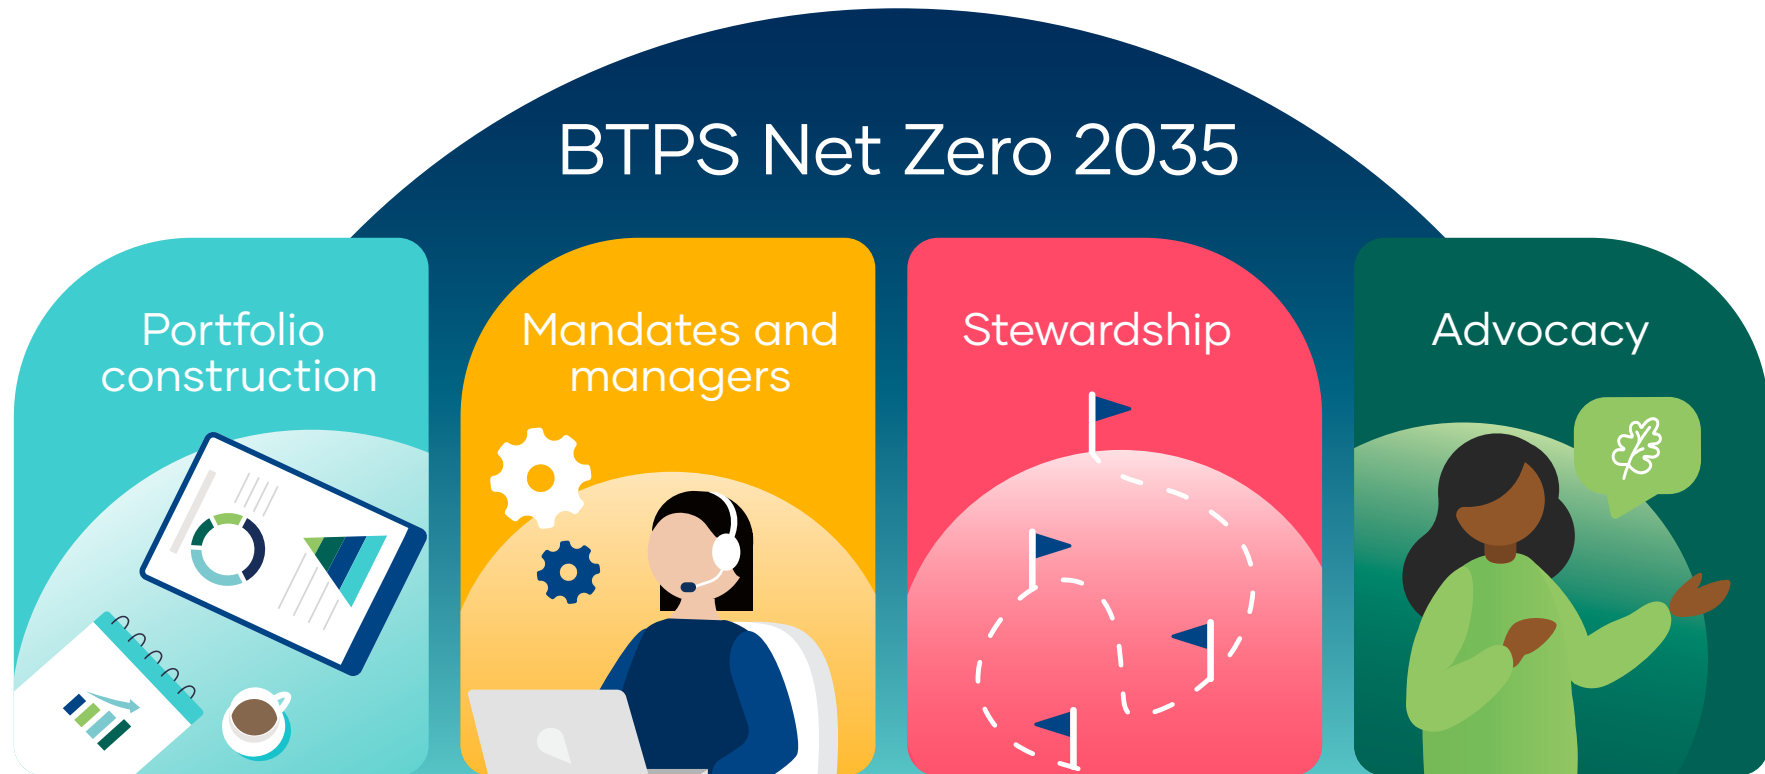 BTPS Net Zero 2035
Portfolio
construction
Mandates and
managers
Stewardship
Advocacy